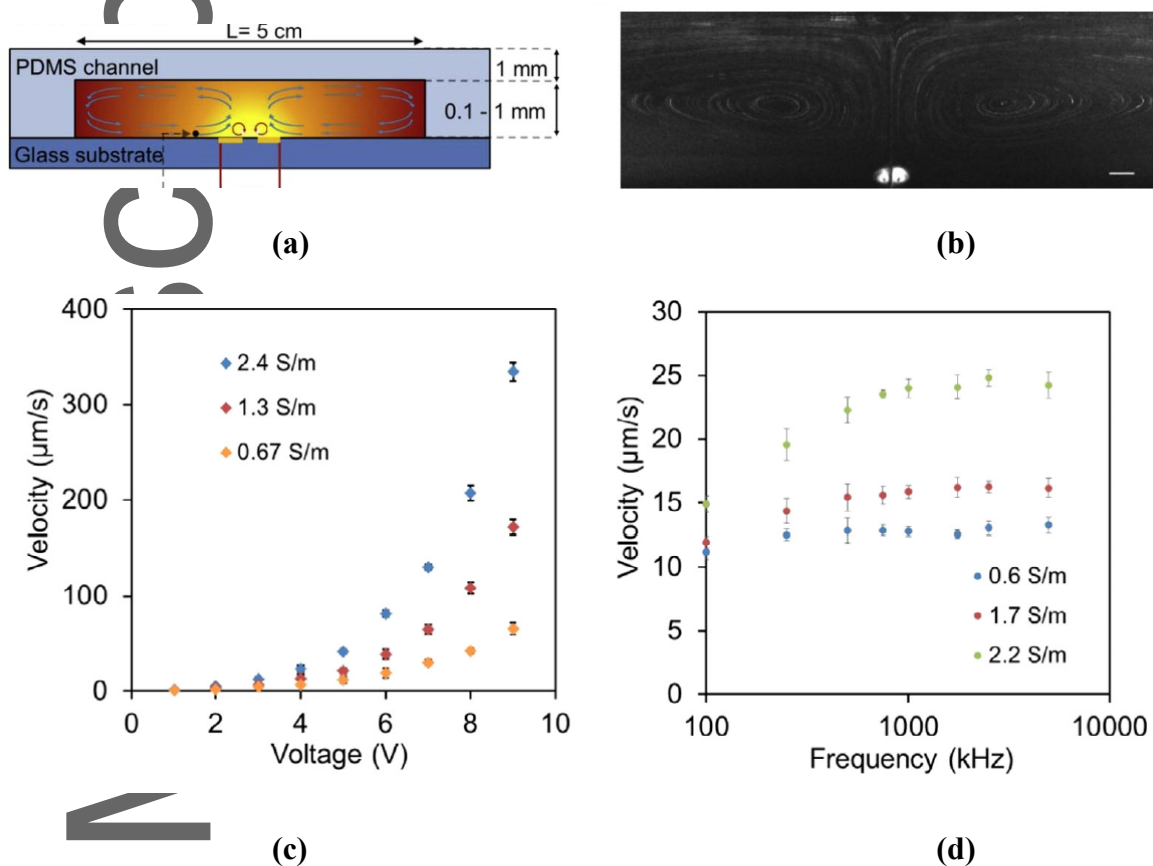 L= 5 cm
PDMS channel
1 mm
0.1 - 1 mm
Glass substrate
(a)
(b)
400
300
200
100
0
Velocity (µm/s)
2.4 S/m
1.3 S/m
0.67 S/m
0 2 4 6 8 10
Voltage (V)
(c)
30
25
20
15
10
5
0
Velocity (µm/s)
0.6 S/m
1.7 S/m
2.2 S/m
100 1000 10000
Frequency (kHz)
(d)